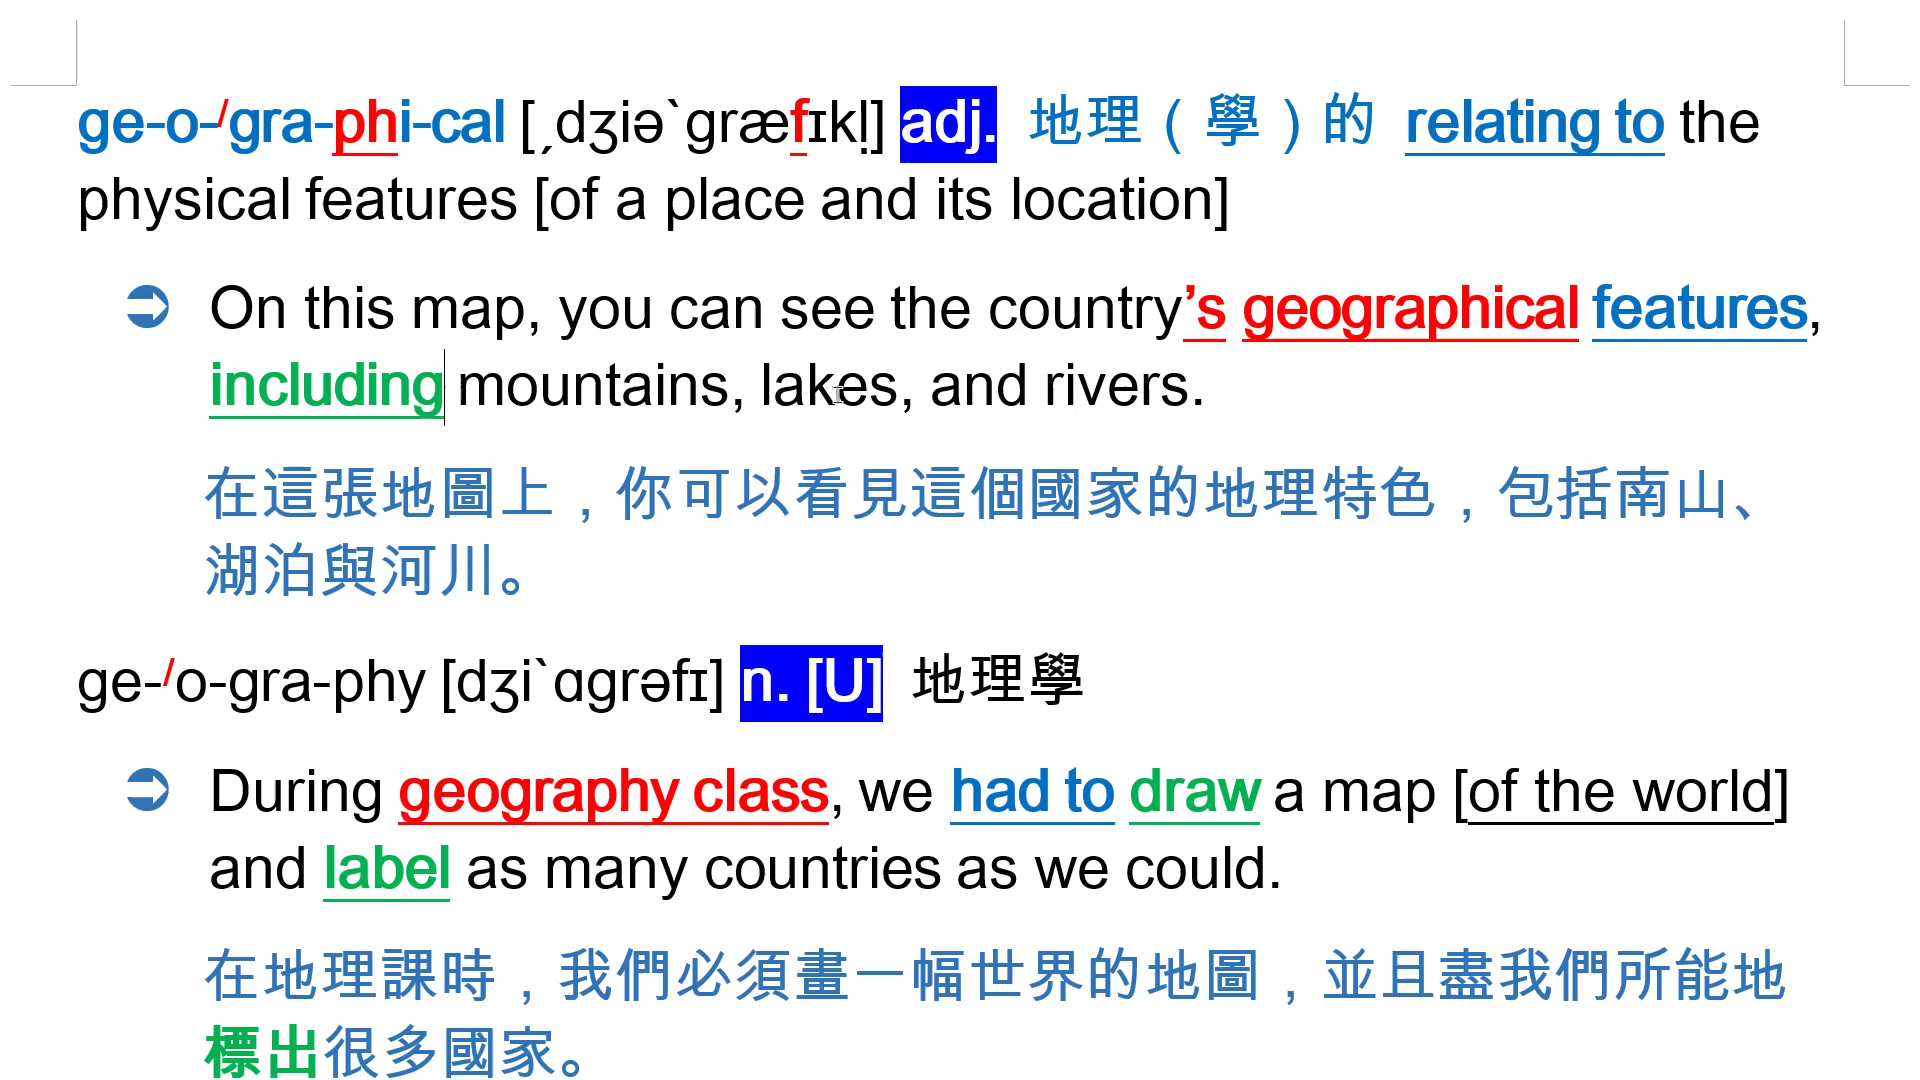 ge-o-/gra-phi-cal [ˏdʒiə`græfɪkl̩] adj. 地理（學）的 relating to the
physical features [of a place and its location]
➲ On this map, you can see the country’s geographical features,
including mountains, lakes, and rivers.
在這張地圖上，你可以看見這個國家的地理特色，包括南山、
湖泊與河川。
ge-/o-gra-phy [dʒi`ɑgrəfɪ] n. [U] 地理學
➲ During geography class, we had to draw a map [of the world]
and label as many countries as we could.
在地理課時，我們必須畫一幅世界的地圖，並且盡我們所能地
標出很多國家。